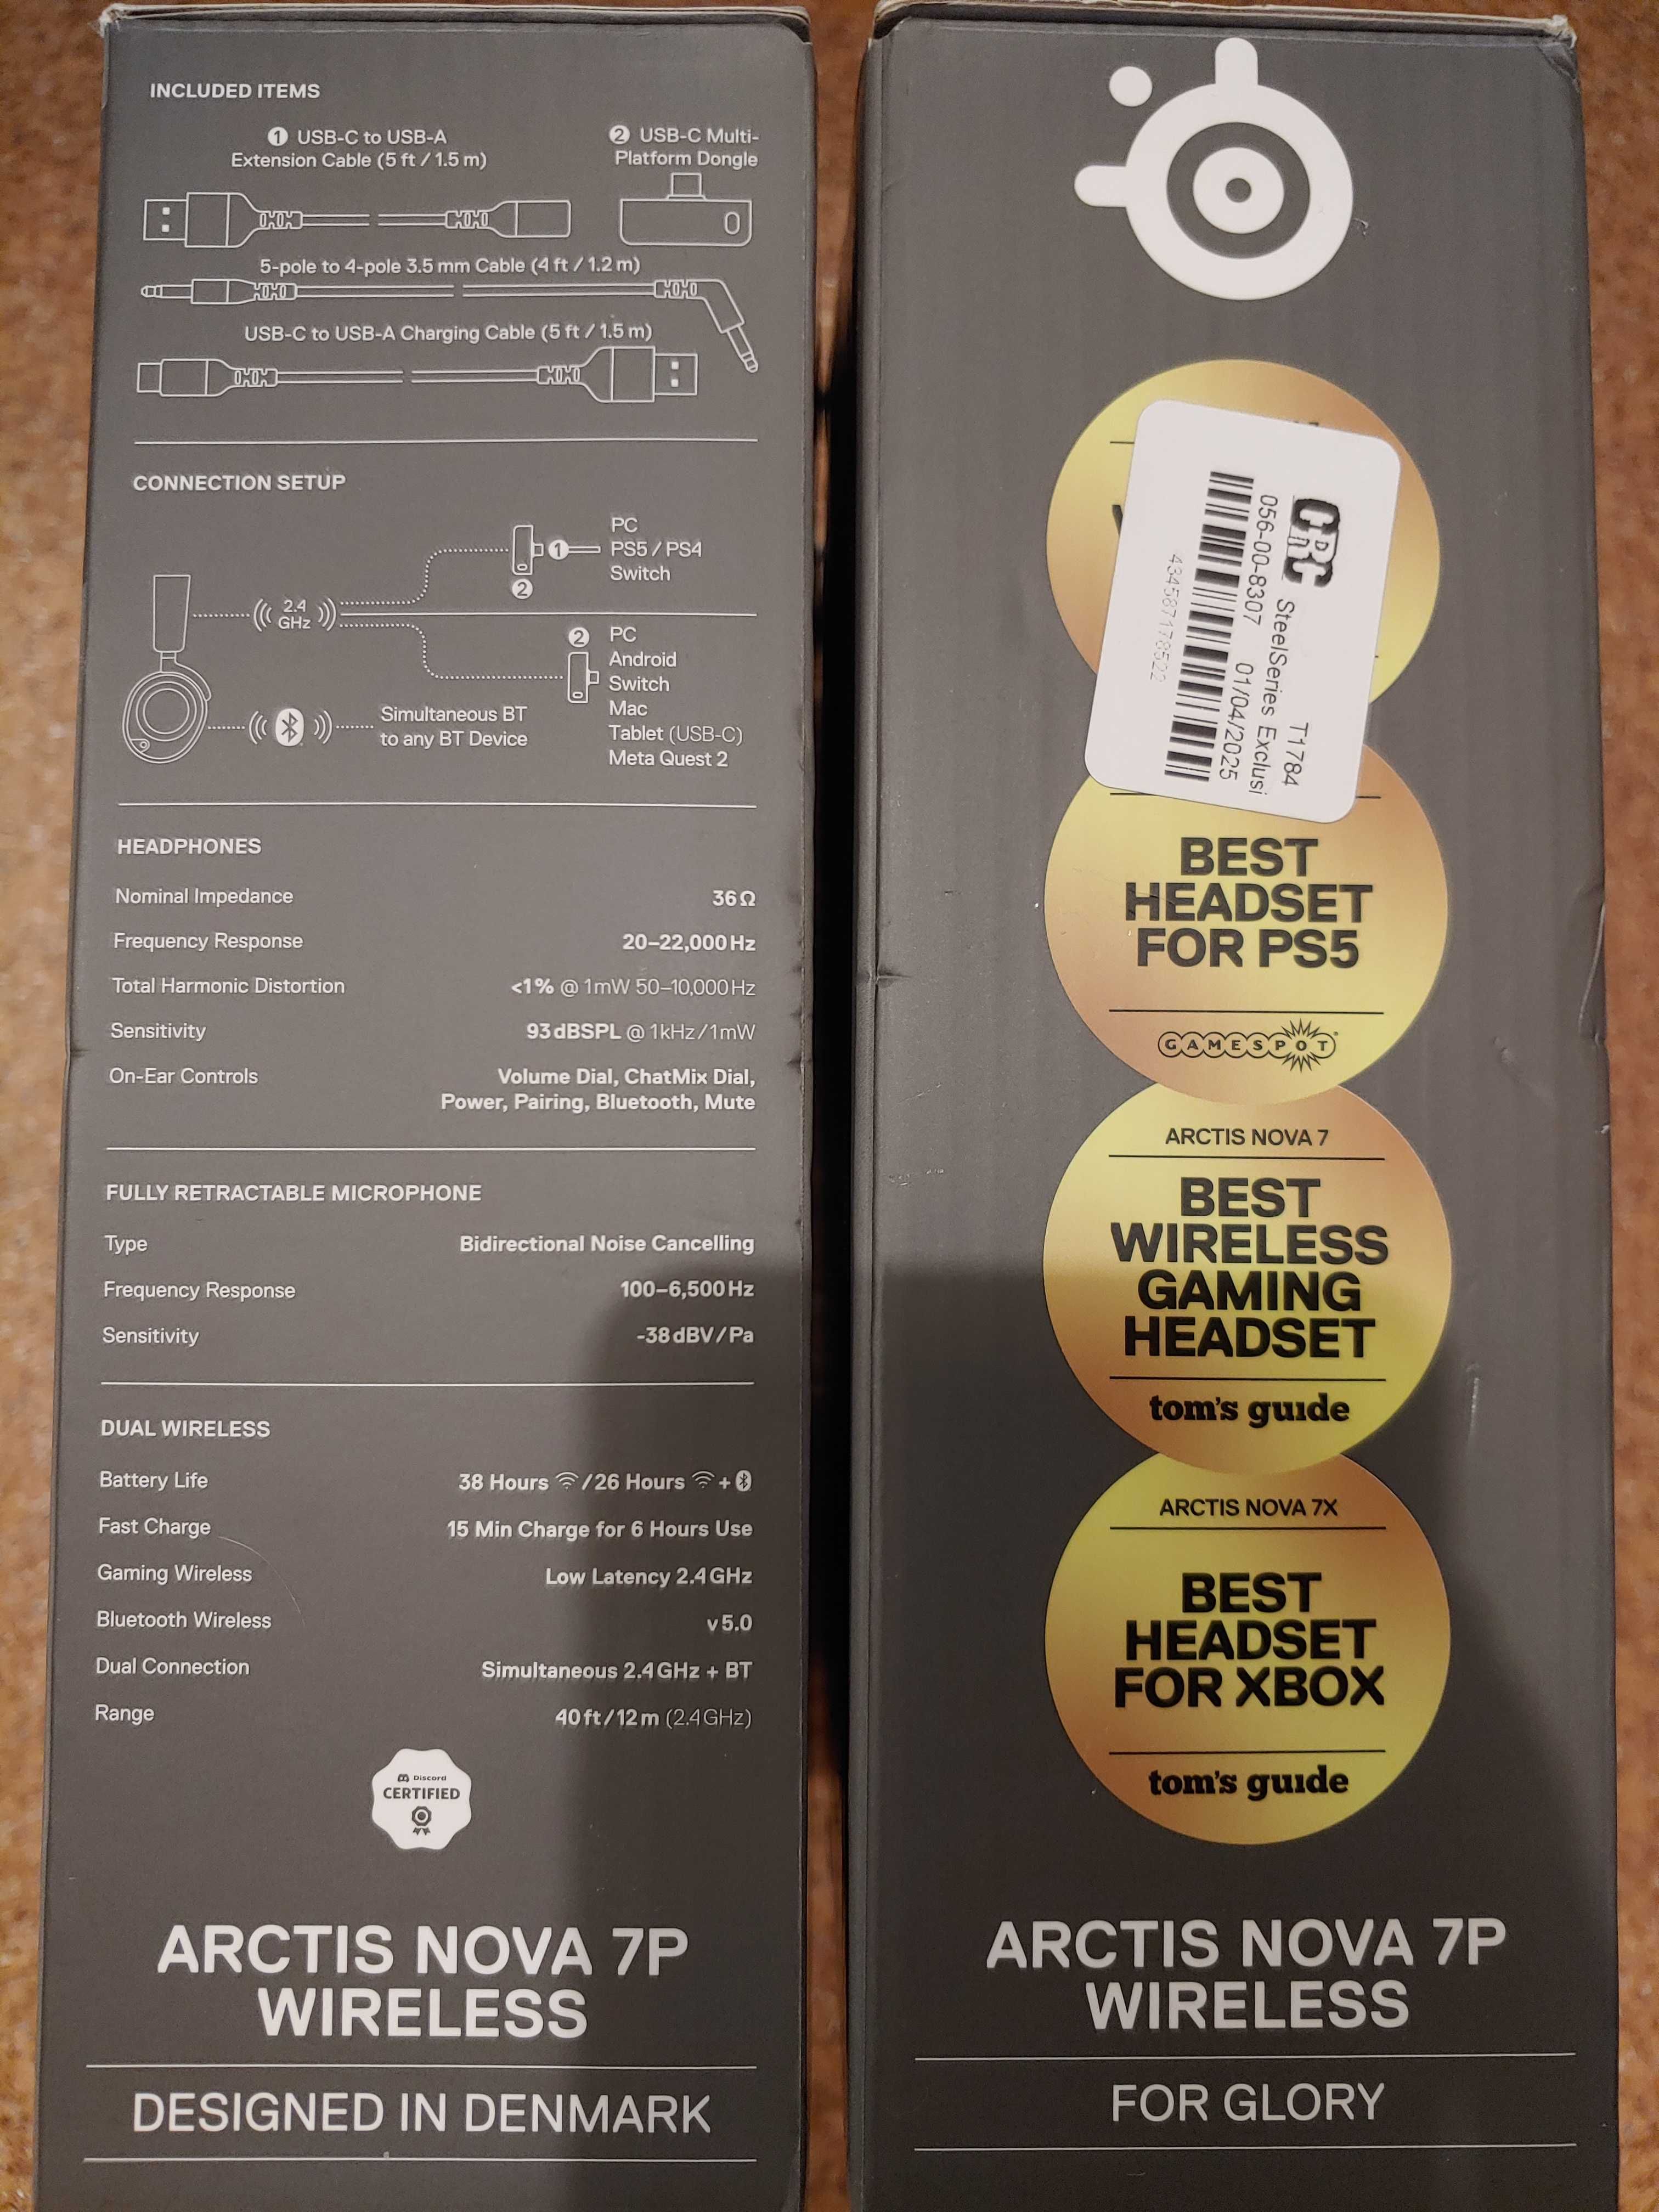 INCLUDED ITEMS
1 USB-C to USB-A
Extension Cable (5 ft / 1.5 m)
2 USB-C Multi-
Platform Dongle
5-pole to 4-pole 3.5 mm Cable (4 ft / 1.2 m)
USB-C to USB-A Charging Cable (5 ft / 1.5 m)
CONNECTION SETUP
2.4
GHz
1
2
PC
PS5 / PS4
Switch
2
PC
Android
Switch
Mac
Tablet (USB-C)
Meta Quest 2
Simultaneous BT
to any BT Device
HEADPHONES
Nominal Impedance 36Ω
Frequency Response 20–22,000 Hz
Total Harmonic Distortion <1% @ 1mW 50–10,000 Hz
Sensitivity 93 dBSPL @ 1kHz/1mW
On-Ear Controls Volume Dial, ChatMix Dial,
Power, Pairing, Bluetooth, Mute
FULLY RETRACTABLE MICROPHONE
Type Bidirectional Noise Cancelling
Frequency Response 100–6,500 Hz
Sensitivity -38 dBV/Pa
DUAL WIRELESS
Battery Life 38 Hours / 26 Hours +
Fast Charge 15 Min Charge for 6 Hours Use
Gaming Wireless Low Latency 2.4 GHz
Bluetooth Wireless v 5.0
Dual Connection Simultaneous 2.4 GHz + BT
Range 40 ft/12 m (2.4 GHz)
Discord
CERTIFIED
ARCTIS NOVA 7P
WIRELESS
DESIGNED IN DENMARK
CRC T1784
SteelSeries Exclusi
056-00-8307 01/04/2025
BEST
HEADSET
FOR PS5
GAMESPOT
ARCTIS NOVA 7
BEST
WIRELESS
GAMING
HEADSET
tom's guide
ARCTIS NOVA 7X
BEST
HEADSET
FOR XBOX
tom's guide
ARCTIS NOVA 7P
WIRELESS
FOR GLORY